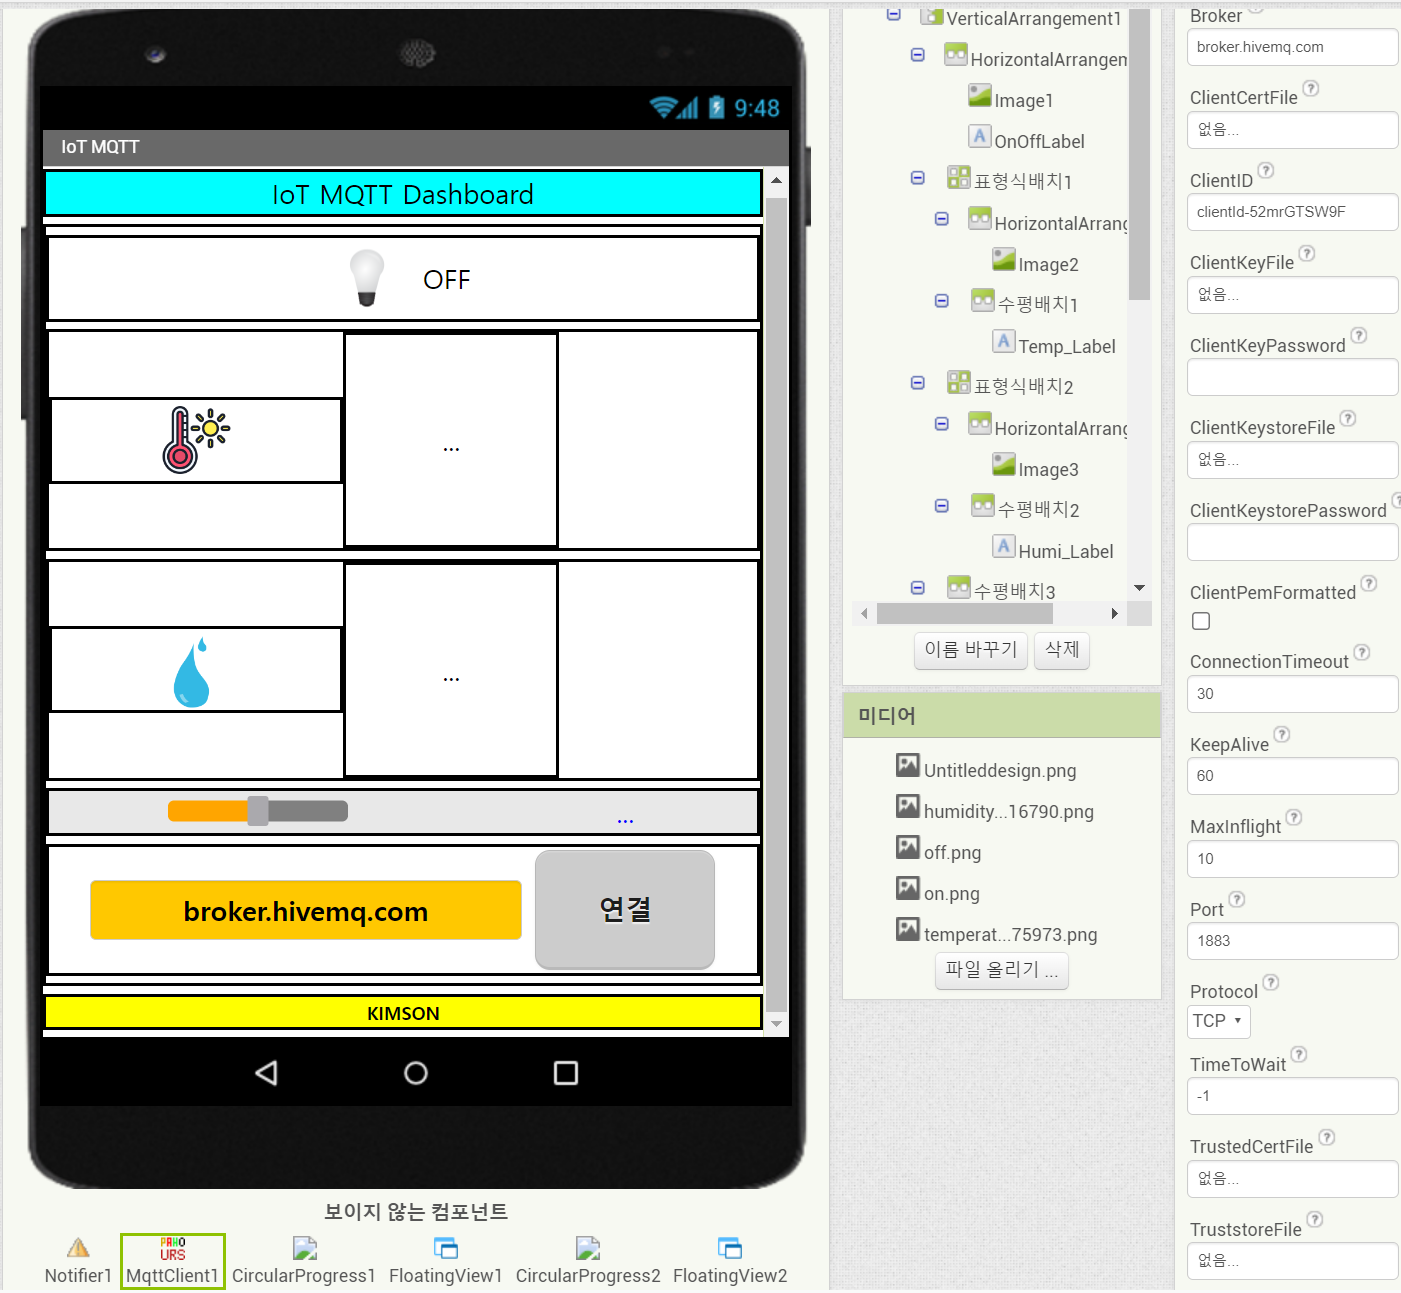 9:48
IoT MQTT
IoT MQTT Dashboard
OFF
...
...
...
broker.hivemq.com
연결
KIMSON
보이지 않는 컴포넌트
Notifier1
MqttClient1
CircularProgress1
FloatingView1
CircularProgress2
FloatingView2
VerticalArrangement1
HorizontalArrangem
Image1
OnOffLabel
표형식배치1
HorizontalArrang
Image2
수평배치1
Temp_Label
표형식배치2
HorizontalArrang
Image3
수평배치2
Humi_Label
수평배치3
이름 바꾸기
삭제
미디어
Untitleddesign.png
humidity...16790.png
off.png
on.png
temperat...75973.png
파일 올리기 ...
Broker
broker.hivemq.com
ClientCertFile ?
없음...
ClientID ?
clientId-52mrGTSW9F
ClientKeyFile ?
없음...
ClientKeyPassword ?
ClientKeystoreFile ?
없음...
ClientKeystorePassword ?
ClientPemFormatted ?
ConnectionTimeout ?
30
KeepAlive ?
60
MaxInflight ?
10
Port ?
1883
Protocol ?
TCP
TimeToWait ?
-1
TrustedCertFile ?
없음...
TruststoreFile ?
없음...